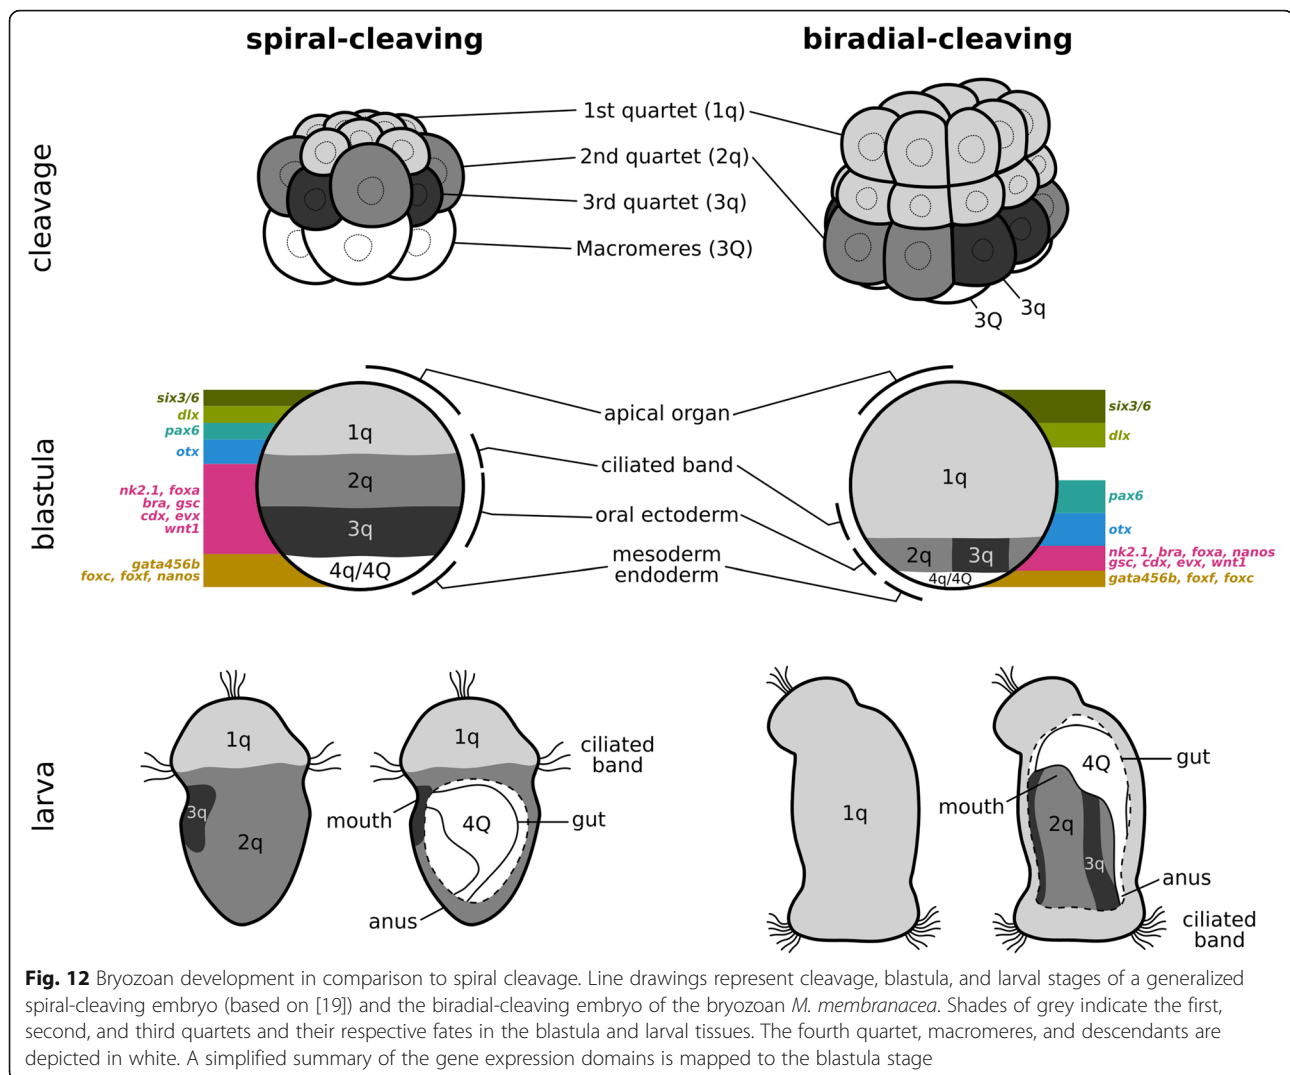 spiral-cleaving
biradial-cleaving
cleavage
1st quartet (1q)
2nd quartet (2q)
3rd quartet (3q)
Macromeres (3Q)
3q
3Q
blastula
six3/6
dlx
pax6
otx
nk2.1, foxa
bra, gsc
cdx, evx
wnt1
gata456b
foxc, foxf, nanos
1q
2q
3q
4q/4Q
apical organ
ciliated band
oral ectoderm
mesoderm
endoderm
1q
2q
3q
4q/4Q
six3/6
dlx
pax6
otx
nk2.1, bra, foxa, nanos
gsc, cdx, evx, wnt1
gata456b, foxf, foxc
larva
1q
3q
2q
1q
ciliated
band
mouth
4Q
gut
anus
1q
4Q
gut
mouth
2q
3q
anus
ciliated
band
Fig. 12 Bryozoan development in comparison to spiral cleavage. Line drawings represent cleavage, blastula, and larval stages of a generalized
spiral-cleaving embryo (based on [19]) and the biradial-cleaving embryo of the bryozoan M. membranacea. Shades of grey indicate the first,
second, and third quartets and their respective fates in the blastula and larval tissues. The fourth quartet, macromeres, and descendants are
depicted in white. A simplified summary of the gene expression domains is mapped to the blastula stage